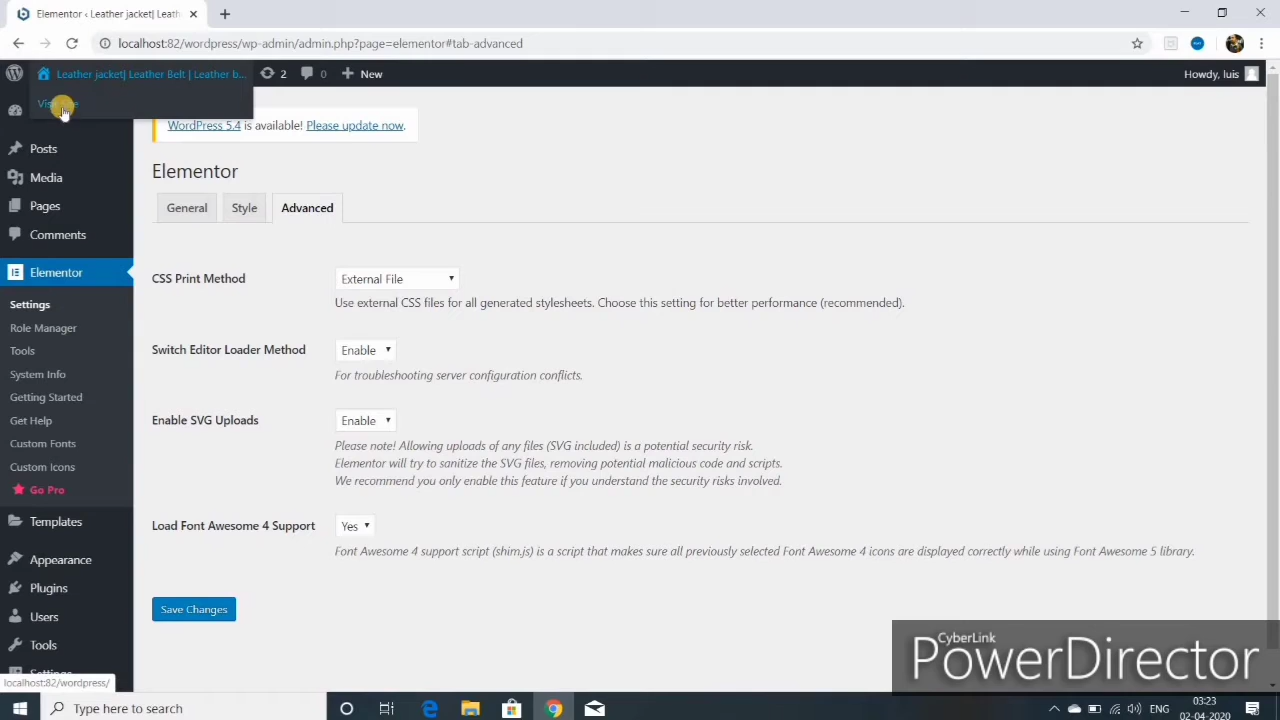 Elementor ‹ Leather jacket| Leath
localhost:82/wordpress/wp-admin/admin.php?page=elementor#tab-advanced
Leather jacket| Leather Belt | Leather b...
2
0
New
Howdy, luis
Visit Site
WordPress 5.4 is available! Please update now.
Posts
Media
Pages
Comments
Elementor
Settings
Role Manager
Tools
System Info
Getting Started
Get Help
Custom Fonts
Custom Icons
Go Pro
Templates
Appearance
Plugins
Users
Tools
Settings
Elementor
General
Style
Advanced
CSS Print Method
External File
Use external CSS files for all generated stylesheets. Choose this setting for better performance (recommended).
Switch Editor Loader Method
Enable
For troubleshooting server configuration conflicts.
Enable SVG Uploads
Enable
Please note! Allowing uploads of any files (SVG included) is a potential security risk.
Elementor will try to sanitize the SVG files, removing potential malicious code and scripts.
We recommend you only enable this feature if you understand the security risks involved.
Load Font Awesome 4 Support
Yes
Font Awesome 4 support script (shim.js) is a script that makes sure all previously selected Font Awesome 4 icons are displayed correctly while using Font Awesome 5 library.
Save Changes
CyberLink
PowerDirector
localhost:82/wordpress/
Type here to search
ENG
03:23
02-04-2020